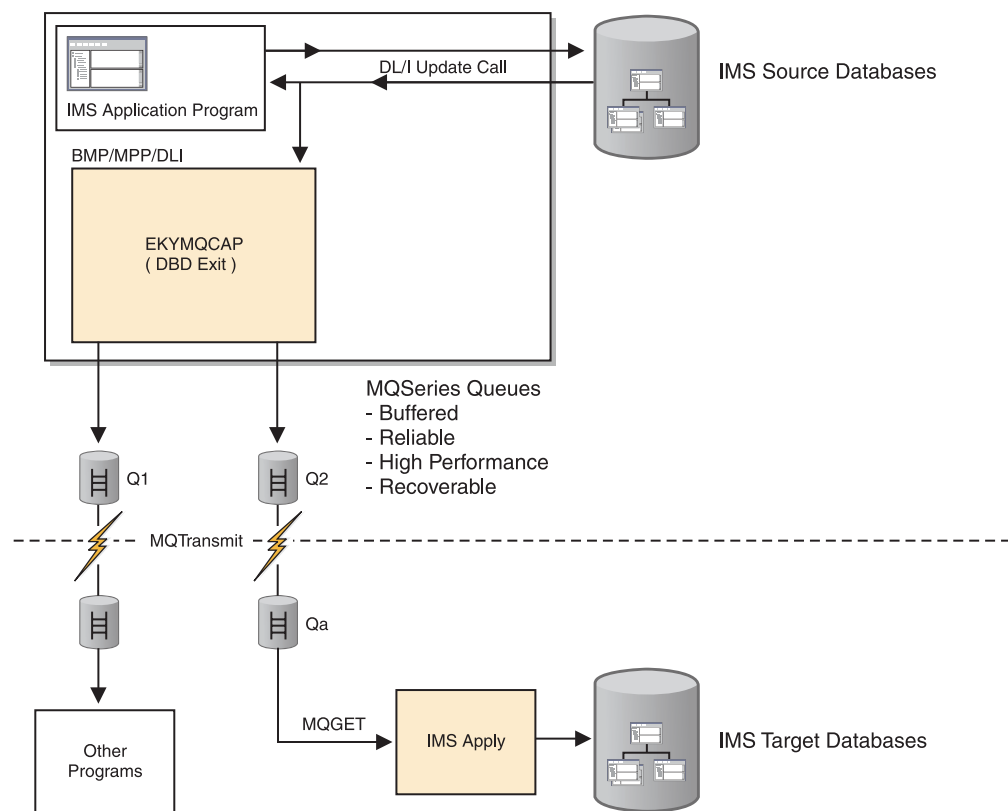 IMS Application Program
DL/I Update Call
IMS Source Databases
BMP/MPP/DLI
EKYMQCAP
( DBD Exit )
MQSeries Queues
- Buffered
- Reliable
- High Performance
- Recoverable
Q1
Q2
MQTransmit
Qa
MQGET
IMS Apply
IMS Target Databases
Other
Programs